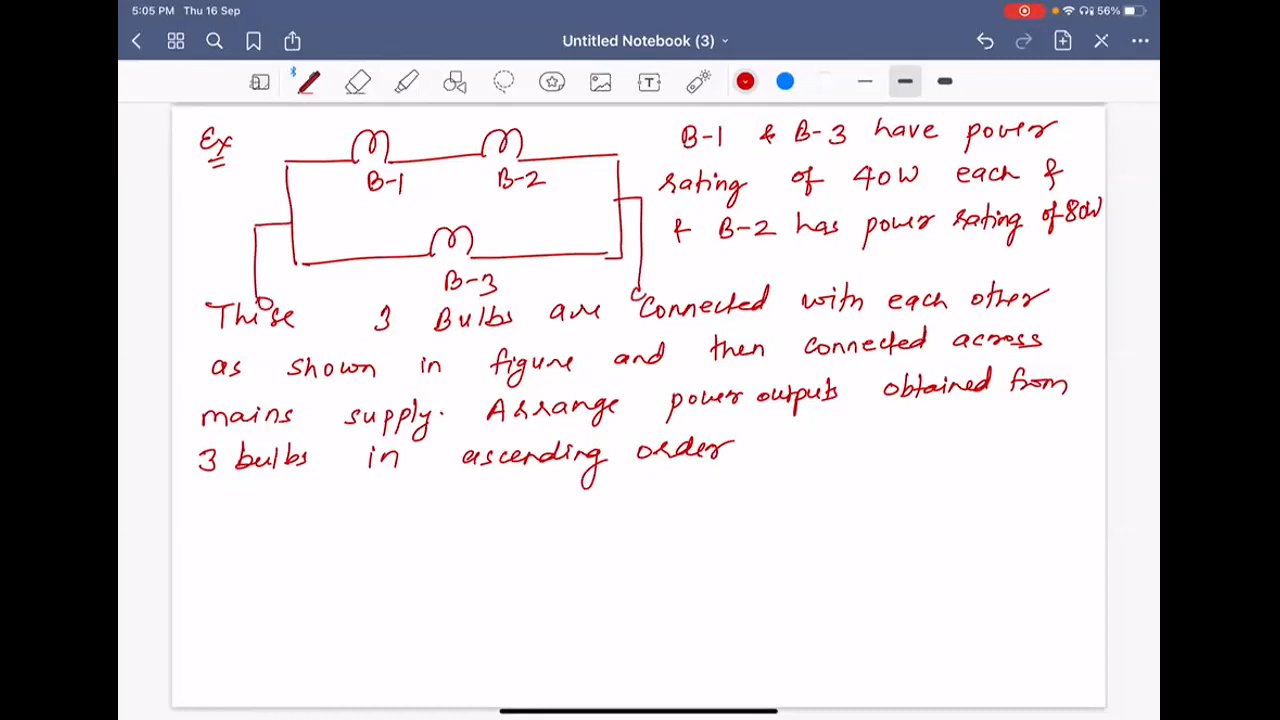 5:05 PM Thu 16 Sep
56%
Untitled Notebook (3)
Ex
B-1 & B-3 have power
B-1 B-2
rating of 40W each &
& B-2 has power rating of 80W
B-3
These 3 Bulbs are connected with each other
as shown in figure and then connected across
mains supply. Arrange power outputs obtained from
3 bulbs in ascending order